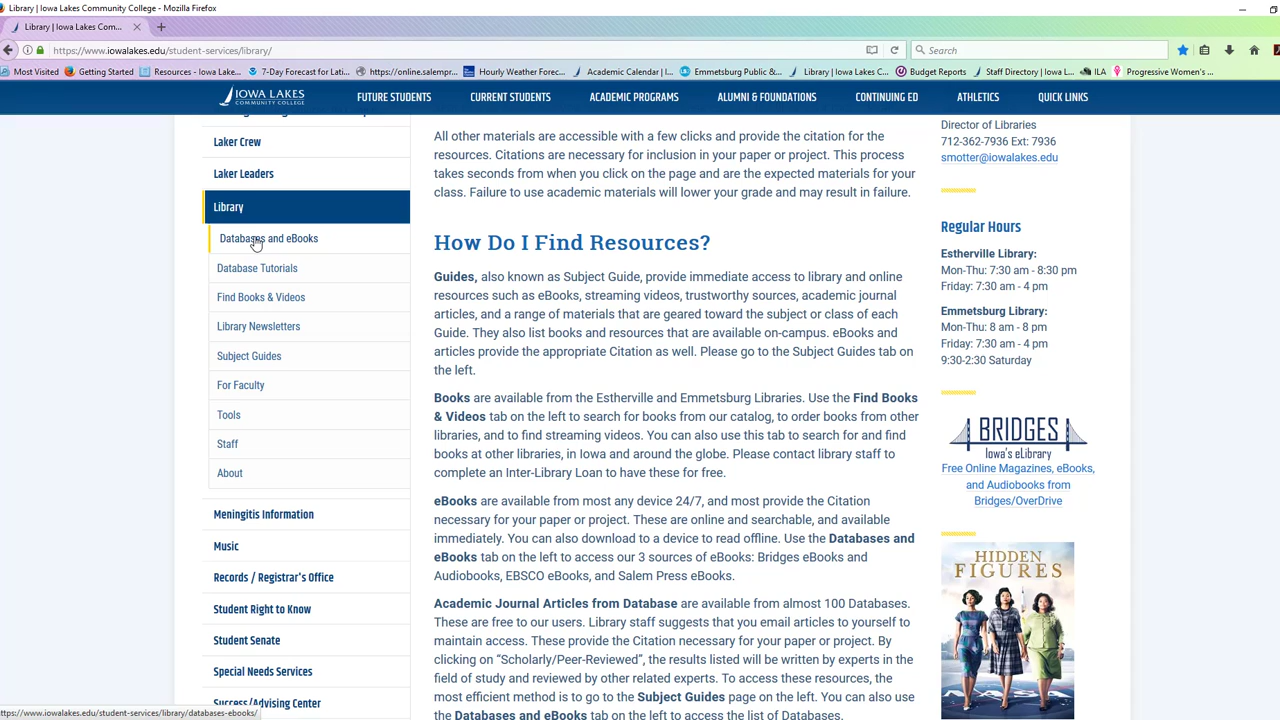 Library | Iowa Lakes Community College - Mozilla Firefox
Library | Iowa Lakes Com...
https://www.iowalakes.edu/student-services/library/
Search
Most Visited Getting Started Resources - Iowa Lake... 7-Day Forecast for Lati... https://online.salempr... Hourly Weather Forec... Academic Calendar | I... Emmetsburg Public &... Library | Iowa Lakes C... Budget Reports Staff Directory | Iowa L... ILA Progressive Women's...
IOWA LAKES
COMMUNITY COLLEGE
FUTURE STUDENTS CURRENT STUDENTS ACADEMIC PROGRAMS ALUMNI & FOUNDATIONS CONTINUING ED ATHLETICS QUICK LINKS
Laker Crew
Laker Leaders
Library
Databases and eBooks
Database Tutorials
Find Books & Videos
Library Newsletters
Subject Guides
For Faculty
Tools
Staff
About
Meningitis Information
Music
Records / Registrar's Office
Student Right to Know
Student Senate
Special Needs Services
Success/Advising Center
https://www.iowalakes.edu/student-services/library/databases-ebooks/
All other materials are accessible with a few clicks and provide the citation for the
resources. Citations are necessary for inclusion in your paper or project. This process
takes seconds from when you click on the page and are the expected materials for your
class. Failure to use academic materials will lower your grade and may result in failure.
How Do I Find Resources?
Guides, also known as Subject Guide, provide immediate access to library and online
resources such as eBooks, streaming videos, trustworthy sources, academic journal
articles, and a range of materials that are geared toward the subject or class of each
Guide. They also list books and resources that are available on-campus. eBooks and
articles provide the appropriate Citation as well. Please go to the Subject Guides tab on
the left.
Books are available from the Estherville and Emmetsburg Libraries. Use the Find Books
& Videos tab on the left to search for books from our catalog, to order books from other
libraries, and to find streaming videos. You can also use this tab to search for and find
books at other libraries, in Iowa and around the globe. Please contact library staff to
complete an Inter-Library Loan to have these for free.
eBooks are available from most any device 24/7, and most provide the Citation
necessary for your paper or project. These are online and searchable, and available
immediately. You can also download to a device to read offline. Use the Databases and
eBooks tab on the left to access our 3 sources of eBooks: Bridges eBooks and
Audiobooks, EBSCO eBooks, and Salem Press eBooks.
Academic Journal Articles from Database are available from almost 100 Databases.
These are free to our users. Library staff suggests that you email articles to yourself to
maintain access. These provide the Citation necessary for your paper or project. By
clicking on “Scholarly/Peer-Reviewed”, the results listed will be written by experts in the
field of study and reviewed by other related experts. To access these resources, the
most efficient method is to go to the Subject Guides page on the left. You can also use
the Databases and eBooks tab on the left to access the list of Databases.
Director of Libraries
712-362-7936 Ext: 7936
smotter@iowalakes.edu
Regular Hours
Estherville Library:
Mon-Thu: 7:30 am - 8:30 pm
Friday: 7:30 am - 4 pm
Emmetsburg Library:
Mon-Thu: 8 am - 8 pm
Friday: 7:30 am - 4 pm
9:30-2:30 Saturday
BRIDGES
Iowa's eLibrary
Free Online Magazines, eBooks,
and Audiobooks from
Bridges/OverDrive
HIDDEN
FIGURES